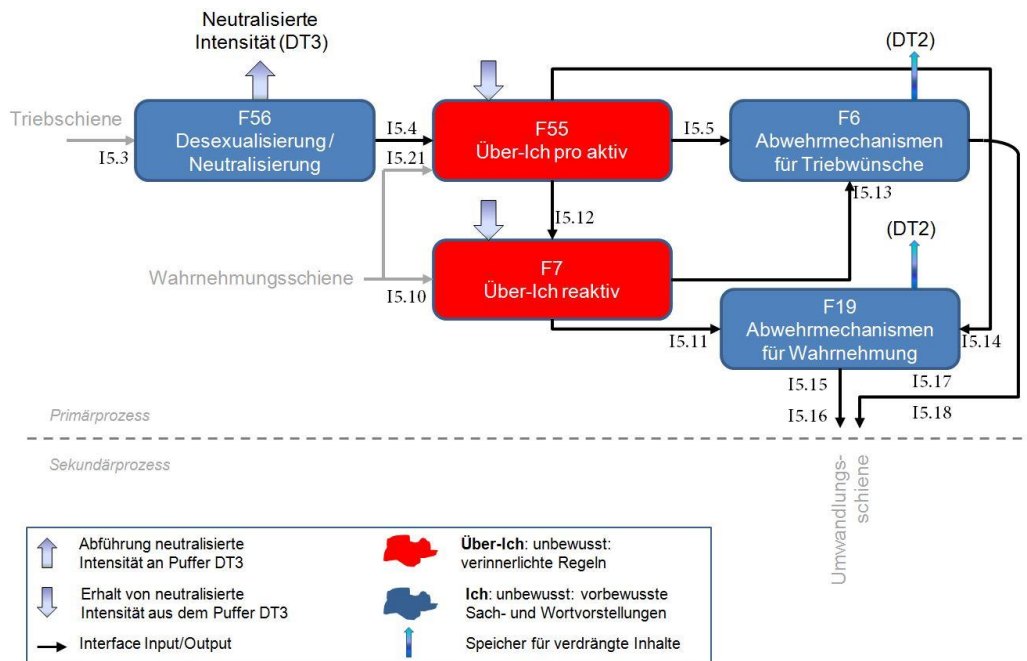 Neutralisierte
Intensität (DT3)
(DT2)
Triebschiene
I5.3
F56
Desexualisierung /
Neutralisierung
I5.4
I5.21
F55
Über-Ich pro aktiv
I5.5
F6
Abwehrmechanismen
für Triebwünsche
I5.12
I5.13
(DT2)
Wahrnehmungsschiene
I5.10
F7
Über-Ich reaktiv
I5.11
F19
Abwehrmechanismen
für Wahrnehmung
I5.14
I5.15
I5.17
I5.16
I5.18
Primärprozess
Sekundärprozess
Umwandlungs-
schiene
Abführung neutralisierte
Intensität an Puffer DT3
Erhalt von neutralisierte
Intensität aus dem Puffer DT3
Interface Input/Output
Über-Ich: unbewusst:
verinnerlichte Regeln
Ich: unbewusst: vorbewusste
Sach- und Wortvorstellungen
Speicher für verdrängte Inhalte